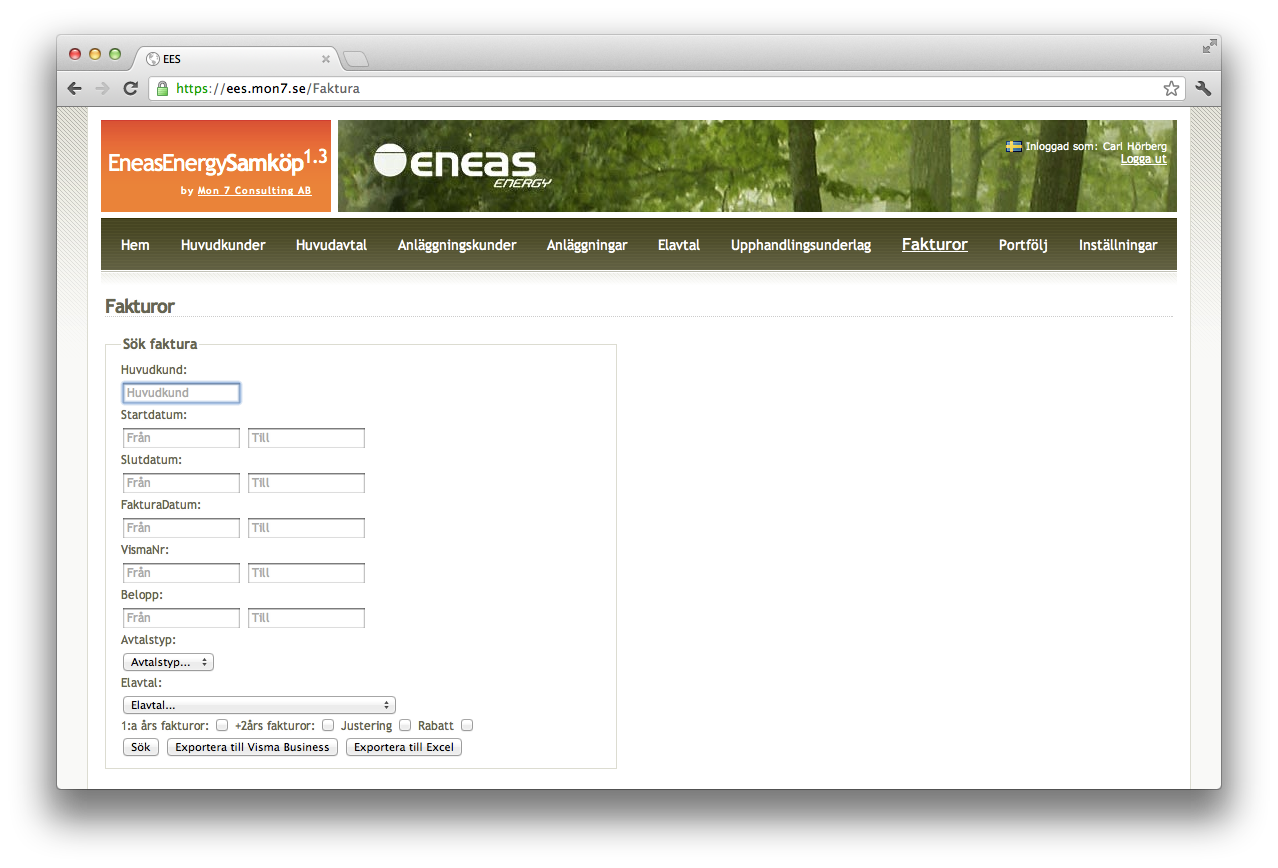 EES
https://ees.mon7.se/Faktura
EneasEnergySamköp1.3
by Mon 7 Consulting AB
eneas
ENERGY
Inloggad som: Carl Hörberg
Logga ut
Hem Huvudkunder Huvudavtal Anläggningskunder Anläggningar Elavtal Upphandlingsunderlag Fakturor Portfölj Inställningar
Fakturor
Sök faktura
Huvudkund:
Huvudkund
Startdatum:
Från Till
Slutdatum:
Från Till
FakturaDatum:
Från Till
VismaNr:
Från Till
Belopp:
Från Till
Avtalstyp:
Avtalstyp...
Elavtal:
Elavtal...
1:a års fakturor: +2års fakturor: Justering Rabatt
Sök Exportera till Visma Business Exportera till Excel